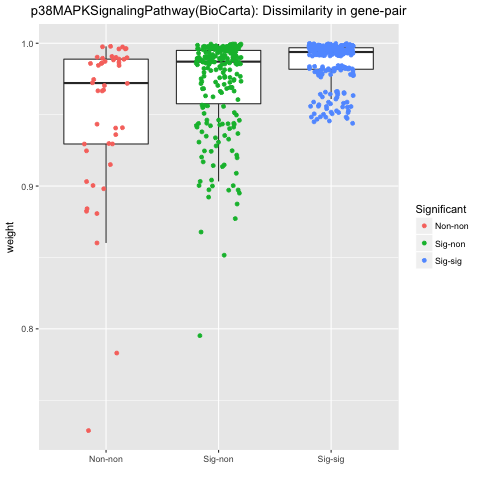 p38MAPKSignalingPathway(BioCarta): Dissimilarity in gene-pair
1.0
0.9
0.8
weight
Non-non
Sig-non
Sig-sig
Significant
Non-non
Sig-non
Sig-sig